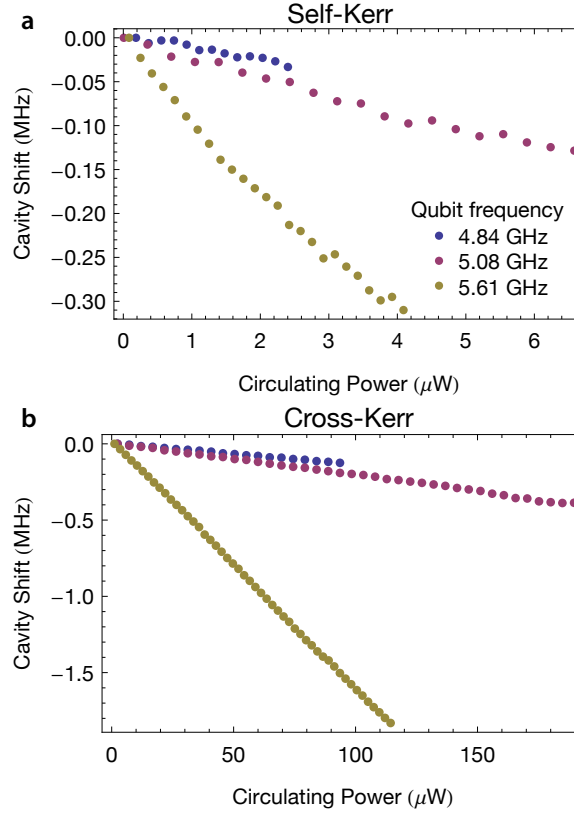 a
Self-Kerr
0.00
−0.05
−0.10
−0.15
−0.20
−0.25
−0.30
Cavity Shift (MHz)
Qubit frequency
4.84 GHz
5.08 GHz
5.61 GHz
0 1 2 3 4 5 6
Circulating Power (μW)
b
Cross-Kerr
0.0
−0.5
−1.0
−1.5
Cavity Shift (MHz)
0 50 100 150
Circulating Power (μW)